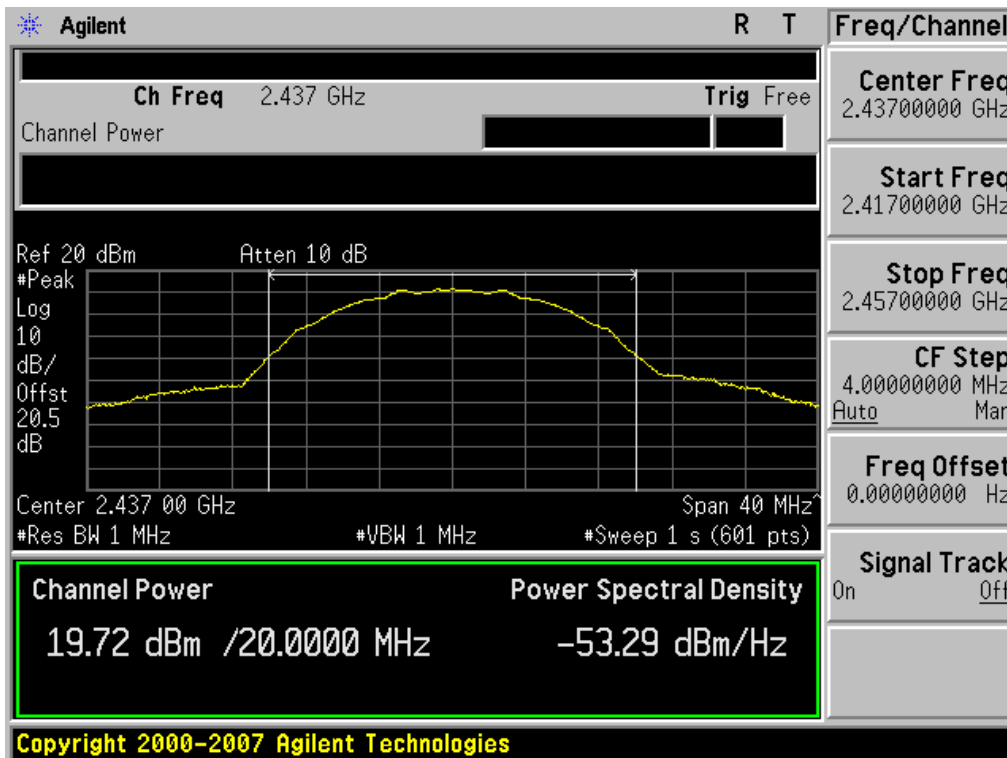 Agilent R T Freq/Channel
Ch Freq 2.437 GHz Trig Free
Channel Power
Center Freq
2.43700000 GHz
Start Freq
2.41700000 GHz
Stop Freq
2.45700000 GHz
CF Step
4.00000000 MHz
Auto Man
Freq Offset
0.00000000 Hz
Signal Track
On Off
Ref 20 dBm Atten 10 dB
#Peak
Log
10
dB/
Offst
20.5
dB
Center 2.437 00 GHz Span 40 MHz^
#Res BW 1 MHz #VBW 1 MHz #Sweep 1 s (601 pts)
Channel Power Power Spectral Density
19.72 dBm /20.0000 MHz -53.29 dBm/Hz
Copyright 2000-2007 Agilent Technologies